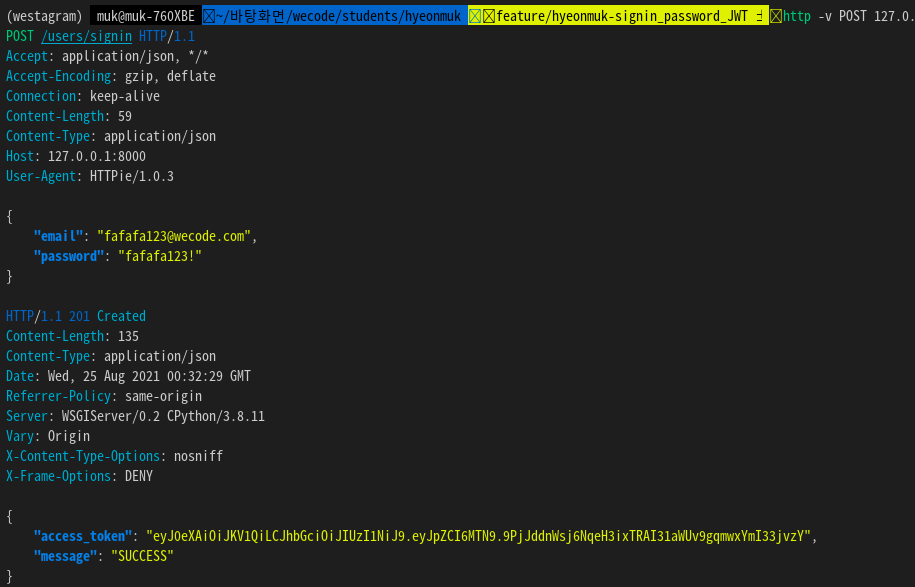 (westagram) muk@muk-760XBE ~/바탕화면/wecode/students/hyeonmuk feature/hyeonmuk-signin_password_JWT ± http -v POST 127.0.
POST /users/signin HTTP/1.1
Accept: application/json, */*
Accept-Encoding: gzip, deflate
Connection: keep-alive
Content-Length: 59
Content-Type: application/json
Host: 127.0.0.1:8000
User-Agent: HTTPie/1.0.3
{
"email": "fafafa123@wecode.com",
"password": "fafafa123!"
}
HTTP/1.1 201 Created
Content-Length: 135
Content-Type: application/json
Date: Wed, 25 Aug 2021 00:32:29 GMT
Referrer-Policy: same-origin
Server: WSGIServer/0.2 CPython/3.8.11
Vary: Origin
X-Content-Type-Options: nosniff
X-Frame-Options: DENY
{
"access_token": "eyJ0eXAiOiJKV1QiLCJhbGciOiJIUzI1NiJ9.eyJpZCI6MTN9.9PjJddnWsj6NqeH3ixTRAI31aWUv9gqmwxYmI33jvzY",
"message": "SUCCESS"
}